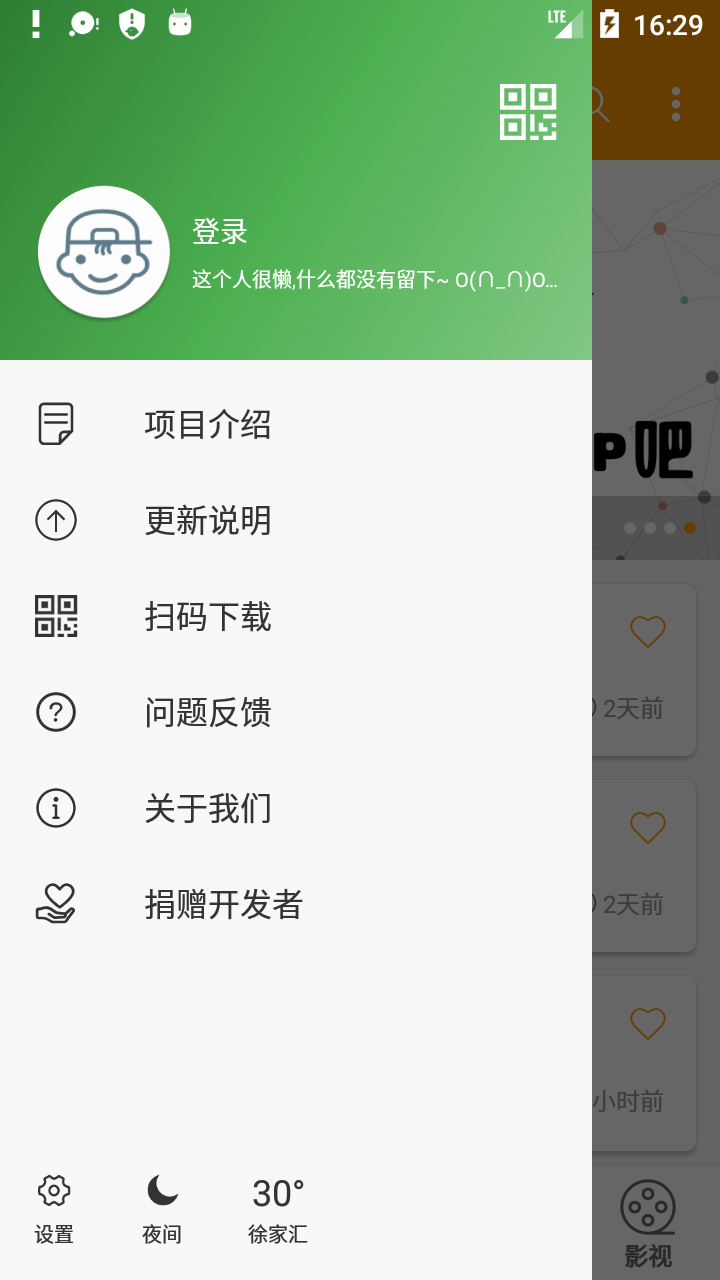 LTE 16:29
登录
这个人很懒,什么都没有留下~ O(∩_∩)O...
P吧
项目介绍
更新说明
扫码下载
问题反馈
2天前
关于我们
捐赠开发者
2天前
小时前
30°
设置
夜间
徐家汇
影视